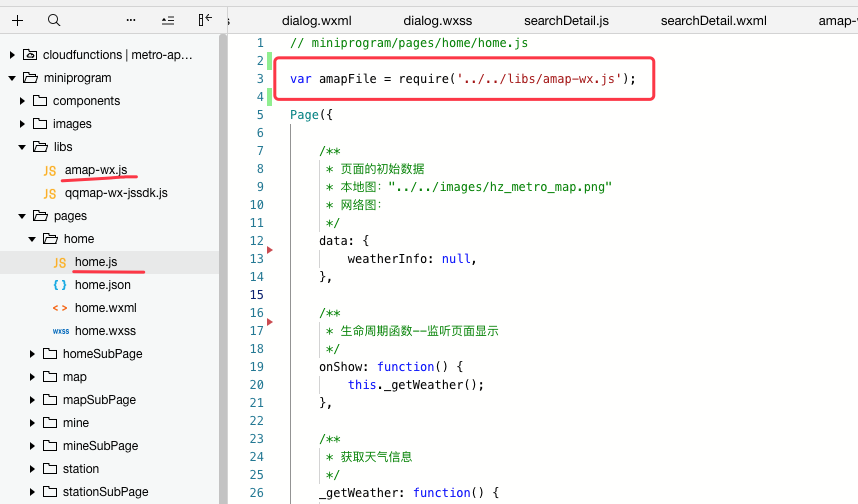 dialog.wxml dialog.wxss searchDetail.js searchDetail.wxml amap-
cloudfunctions | metro-ap...
miniprogram
components
images
libs
JS amap-wx.js
JS qqmap-wx-jssdk.js
pages
home
JS home.js
{ } home.json
< > home.wxml
wxss home.wxss
homeSubPage
map
mapSubPage
mine
mineSubPage
station
stationSubPage
1 // miniprogram/pages/home/home.js
2
3 var amapFile = require('../../libs/amap-wx.js');
4
5 Page({
6
7 /**
8 * 页面的初始数据
9 * 本地图: "../../images/hz_metro_map.png"
10 * 网络图:
11 */
12 data: {
13 weatherInfo: null,
14 },
15
16 /**
17 * 生命周期函数--监听页面显示
18 */
19 onShow: function() {
20 this._getWeather();
21 },
22
23 /**
24 * 获取天气信息
25 */
26 _getWeather: function() {